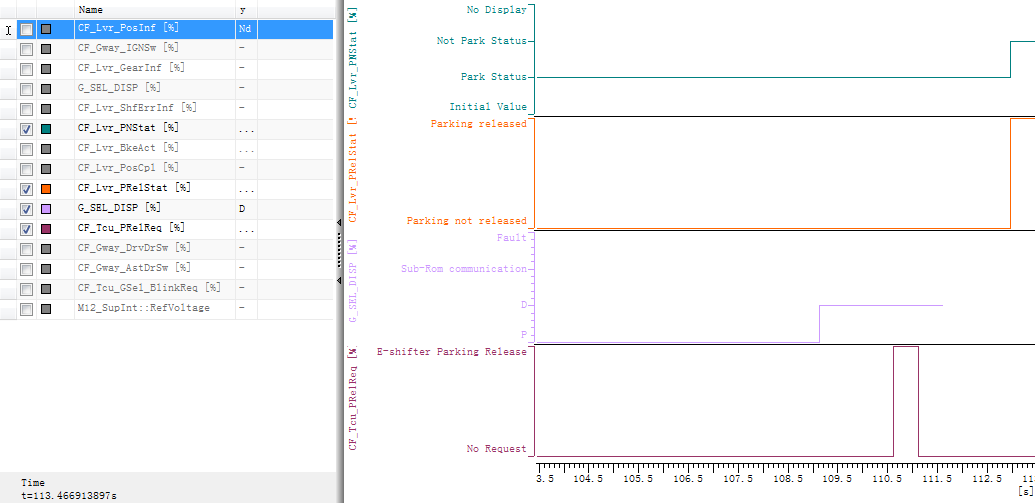 Name y
CF_Lvr_PosInf [%] Nd
CF_Gway_IGNSw [%] -
CF_Lvr_GearInf [%] -
G_SEL_DISP [%] -
CF_Lvr_ShfErrInf [%] -
CF_Lvr_PNStat [%] ...
CF_Lvr_BkeAct [%] ...
CF_Lvr_PosCpl [%] -
CF_Lvr_PRelStat [%] ...
G_SEL_DISP [%] D
CF_Tcu_PRelReq [%] ...
CF_Gway_DrvDrSw [%] -
CF_Gway_AstDrSw [%] -
CF_Tcu_GSel_BlinkReq [%] -
M12_SupInt::RefVoltage -
Time
t=113.466913897s
CF_Lvr_PNStat [%]
No Display
Not Park Status
Park Status
Initial Value
CF_Lvr_PRelStat [%
Parking released
Parking not released
G_SEL_DISP [%]
Fault
Sub-Rom communication
D
P
CF_Tcu_PRelReq [%
E-shifter Parking Release
No Request
3.5 104.5 105.5 106.5 107.5 108.5 109.5 110.5 111.5 112.5 11
[s]